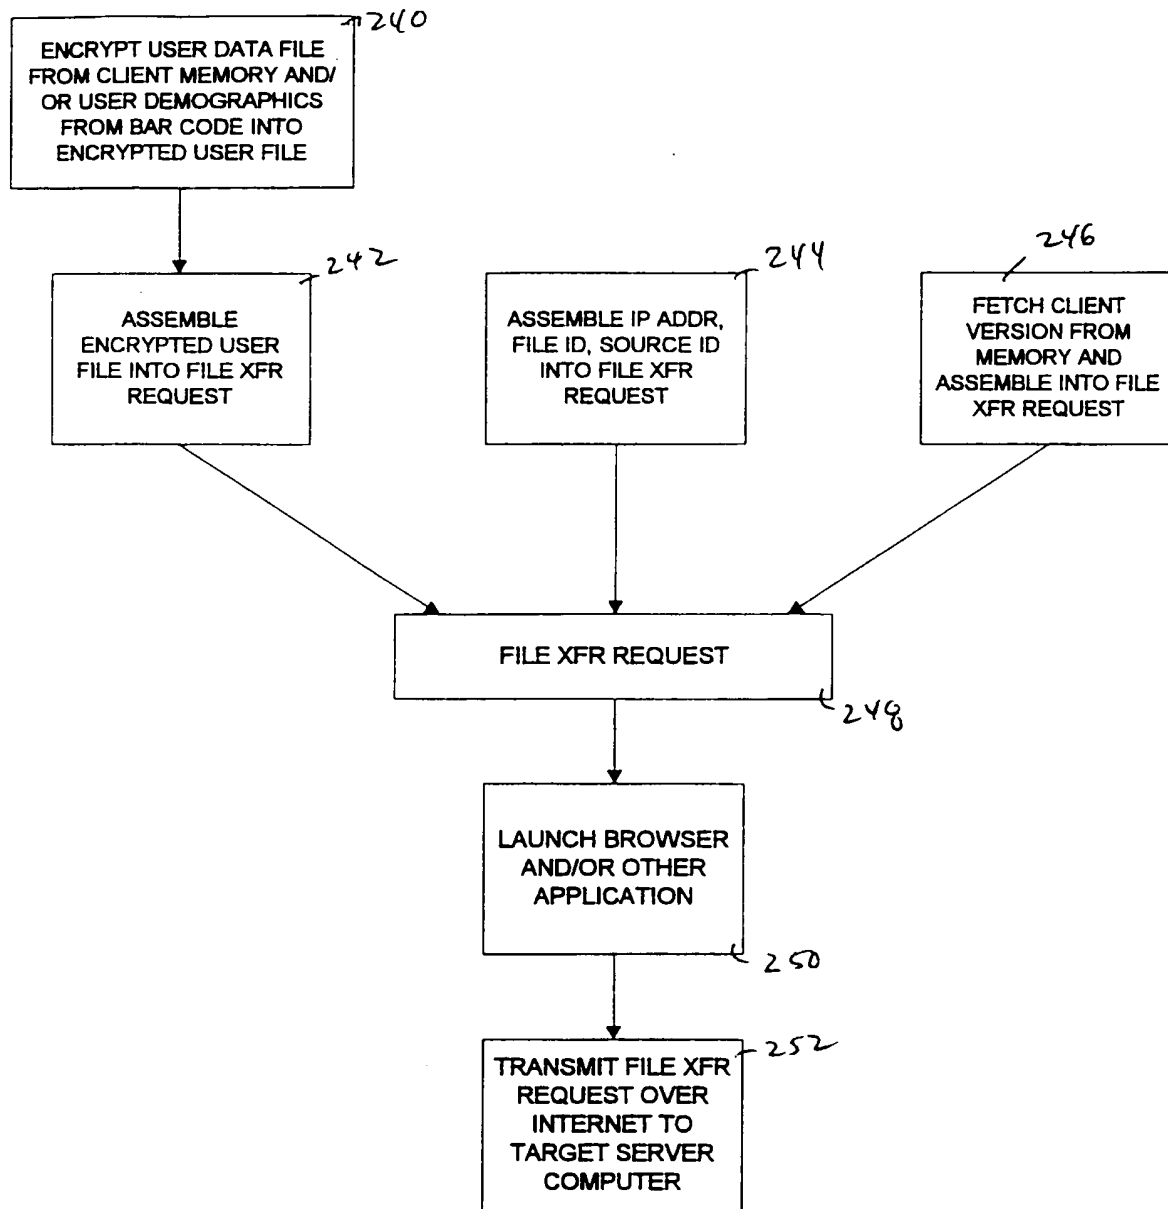 240
ENCRYPT USER DATA FILE
FROM CLIENT MEMORY AND/
OR USER DEMOGRAPHICS
FROM BAR CODE INTO
ENCRYPTED USER FILE
242
ASSEMBLE
ENCRYPTED USER
FILE INTO FILE XFR
REQUEST
244
ASSEMBLE IP ADDR,
FILE ID, SOURCE ID
INTO FILE XFR
REQUEST
246
FETCH CLIENT
VERSION FROM
MEMORY AND
ASSEMBLE INTO FILE
XFR REQUEST
FILE XFR REQUEST
248
LAUNCH BROWSER
AND/OR OTHER
APPLICATION
250
252
TRANSMIT FILE XFR
REQUEST OVER
INTERNET TO
TARGET SERVER
COMPUTER